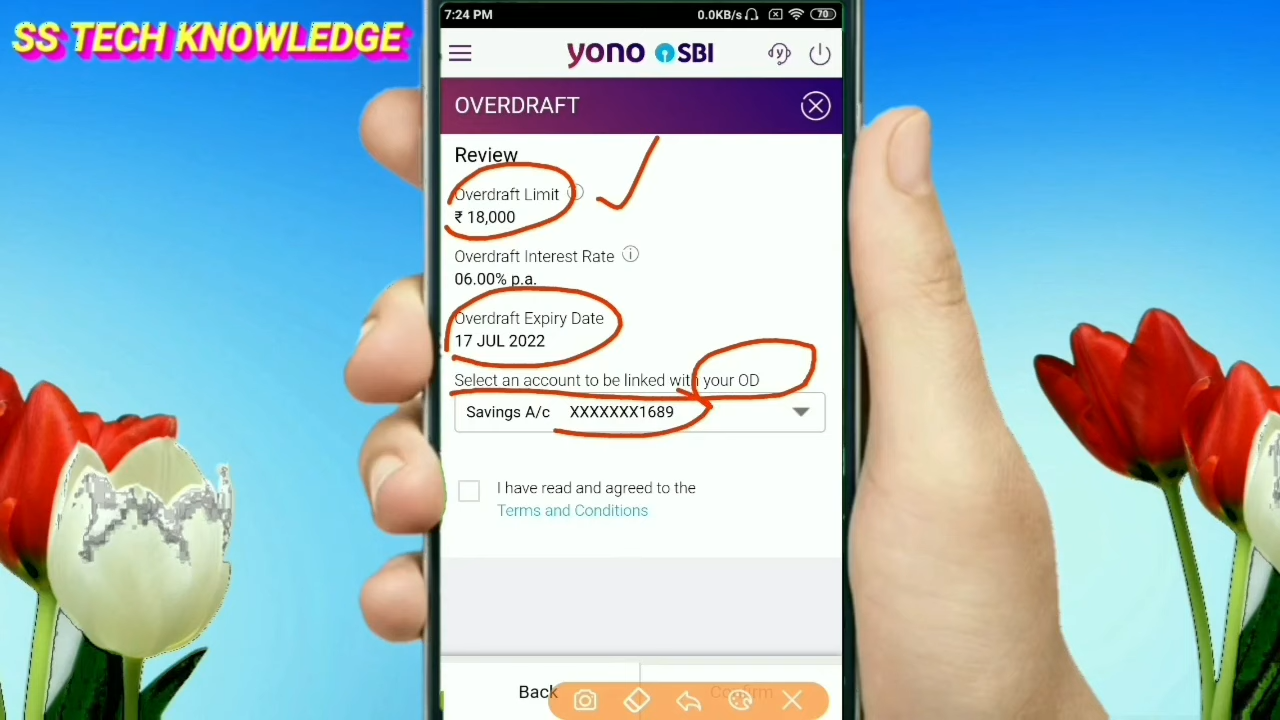 SS TECH KNOWLEDGE
7:24 PM 0.0KB/s 70
yono SBI
OVERDRAFT
Review
Overdraft Limit
₹ 18,000
Overdraft Interest Rate
06.00% p.a.
Overdraft Expiry Date
17 JUL 2022
Select an account to be linked with your OD
Savings A/c XXXXXXX1689
I have read and agreed to the
Terms and Conditions
Back Confirm